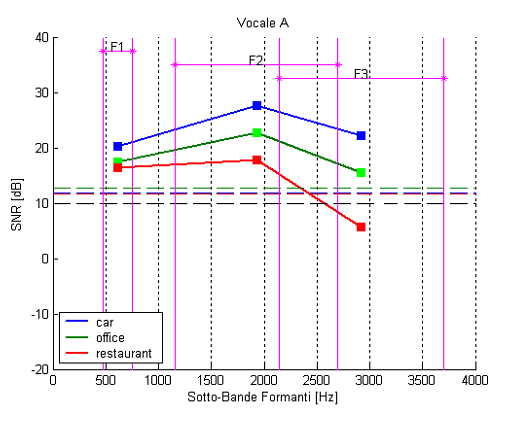 Vocale A
40
30
20
10
0
-10
-20
SNR [dB]
F1
F2
F3
car
office
restaurant
0 500 1000 1500 2000 2500 3000 3500 4000
Sotto-Bande Formanti [Hz]